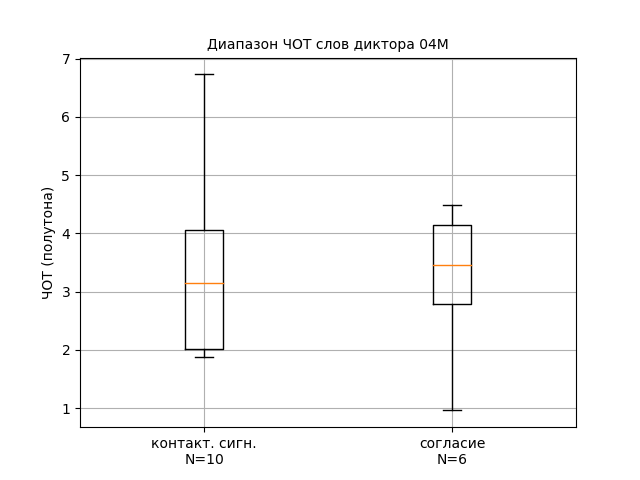 Диапазон ЧОТ слов диктора 04М
ЧОТ (полутона)
7
6
5
4
3
2
1
контакт. сигн.
N=10
согласие
N=6